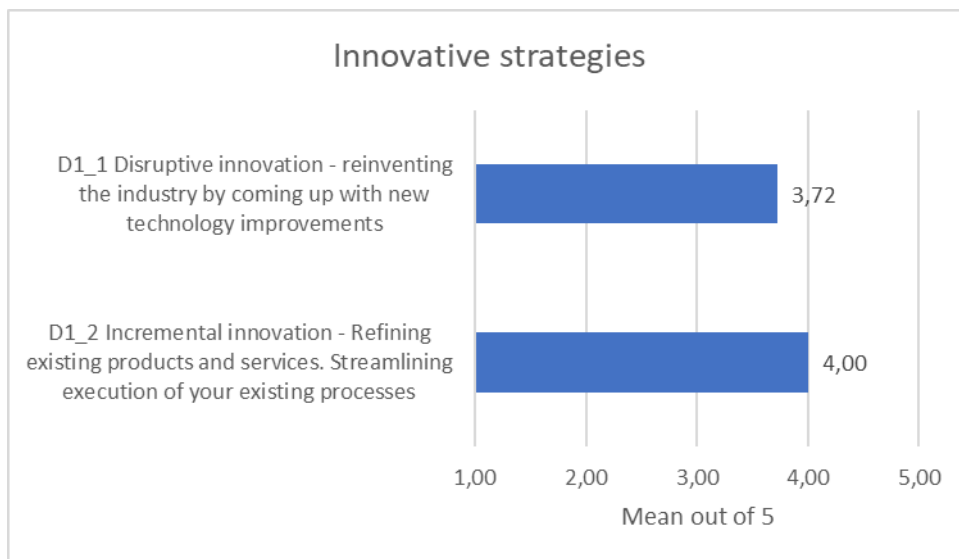 Innovative strategies
D1_1 Disruptive innovation - reinventing
the industry by coming up with new
technology improvements
3,72
D1_2 Incremental innovation - Refining
existing products and services. Streamlining
execution of your existing processes
4,00
1,00 2,00 3,00 4,00 5,00
Mean out of 5